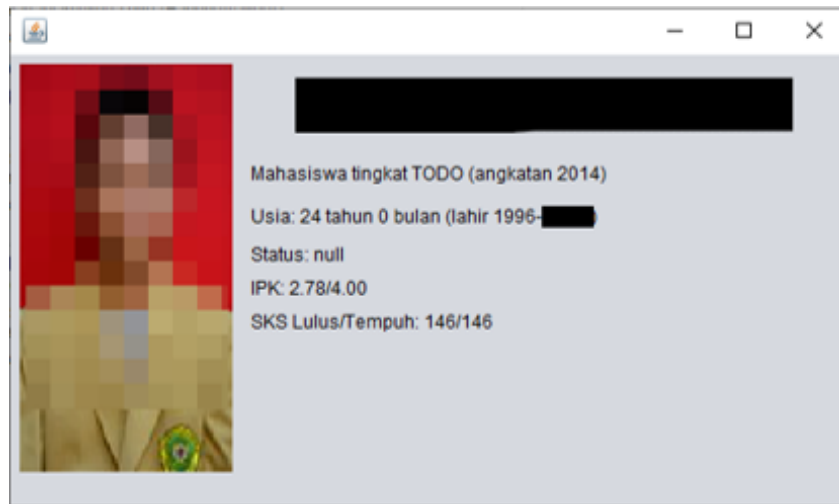 Mahasiswa tingkat TODO (angkatan 2014)
Usia: 24 tahun 0 bulan (lahir 1996-)
Status: null
IPK: 2.78/4.00
SKS Lulus/Tempuh: 146/146